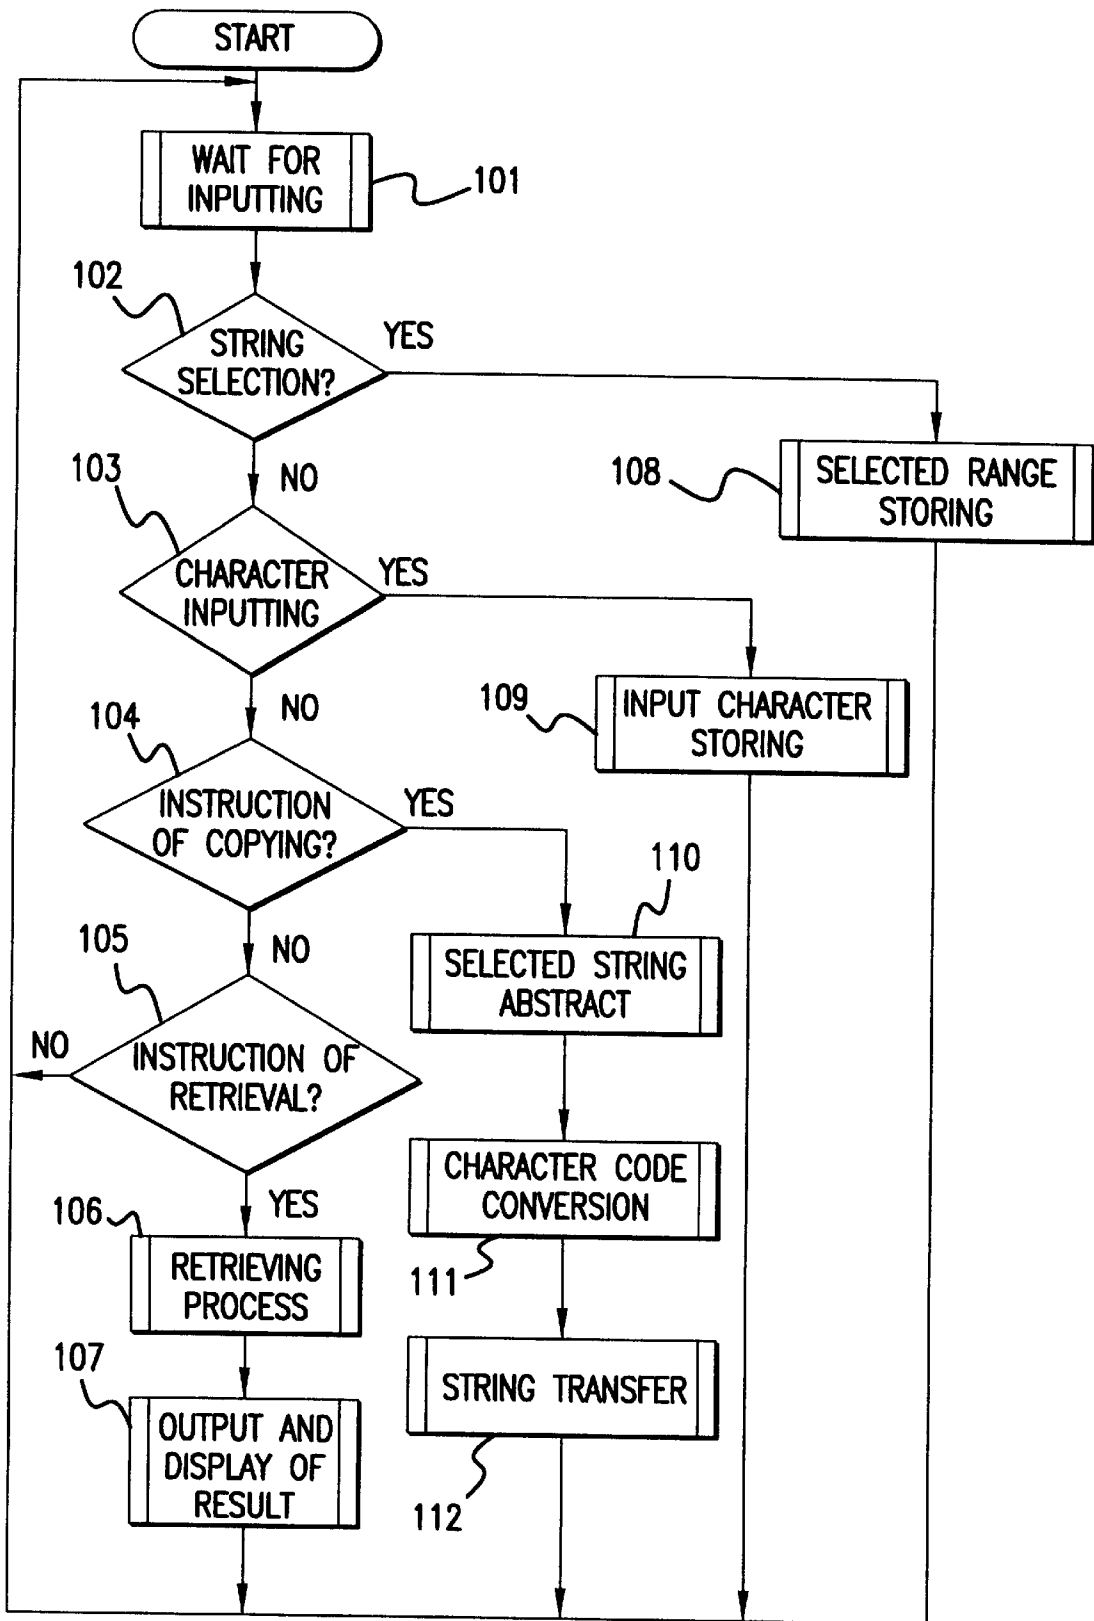 START
WAIT FOR
INPUTTING
101
102
STRING
SELECTION?
YES
NO
103
108
SELECTED RANGE
STORING
CHARACTER
INPUTTING
YES
NO
109
INPUT CHARACTER
STORING
104
INSTRUCTION
OF COPYING?
YES
NO
110
SELECTED STRING
ABSTRACT
105
NO
INSTRUCTION OF
RETRIEVAL?
YES
CHARACTER CODE
CONVERSION
111
106
RETRIEVING
PROCESS
STRING TRANSFER
112
107
OUTPUT AND
DISPLAY OF
RESULT